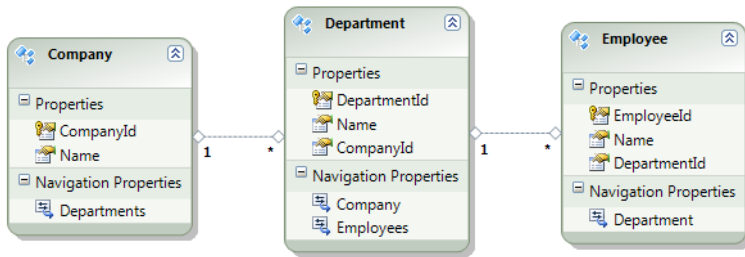 Company
Properties
CompanyId
Name
Navigation Properties
Departments
1
*
Department
Properties
DepartmentId
Name
CompanyId
Navigation Properties
Company
Employees
1
*
Employee
Properties
EmployeeId
Name
DepartmentId
Navigation Properties
Department